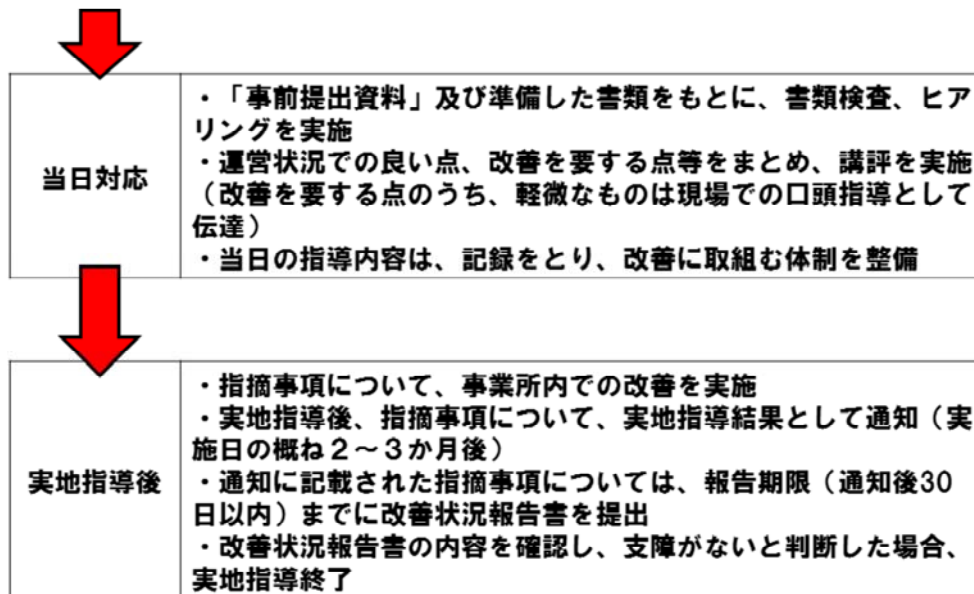 当日対応
・「事前提出資料」及び準備した書類をもとに、書類検査、ヒア
リングを実施
・運営状況での良い点、改善を要する点等をまとめ、講評を実施
（改善を要する点のうち、軽微なものは現場での口頭指導として
伝達）
・当日の指導内容は、記録をとり、改善に取組む体制を整備
実地指導後
・指摘事項について、事業所内での改善を実施
・実地指導後、指摘事項について、実地指導結果として通知（実
施日の概ね２～３か月後）
・通知に記載された指摘事項については、報告期限（通知後30
日以内）までに改善状況報告書を提出
・改善状況報告書の内容を確認し、支障がないと判断した場合、
実地指導終了